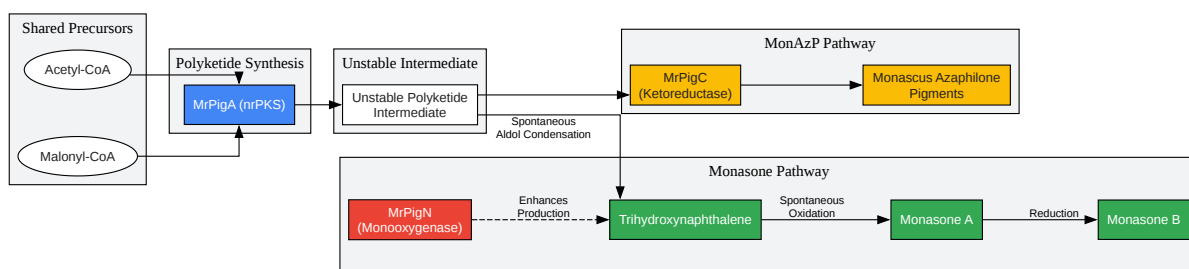 Shared Precursors
Acetyl-CoA
Malonyl-CoA
Polyketide Synthesis
MrPigA (nrPKS)
Unstable Intermediate
Unstable Polyketide
Intermediate
Spontaneous
Aldol Condensation
MonAzP Pathway
MrPigC
(Ketoreductase)
Monascus Azaphilone
Pigments
Monasone Pathway
MrPigN
(Monooxygenase)
Enhances
Production
Trihydroxynaphthalene
Spontaneous
Oxidation
Monasone A
Reduction
Monasone B